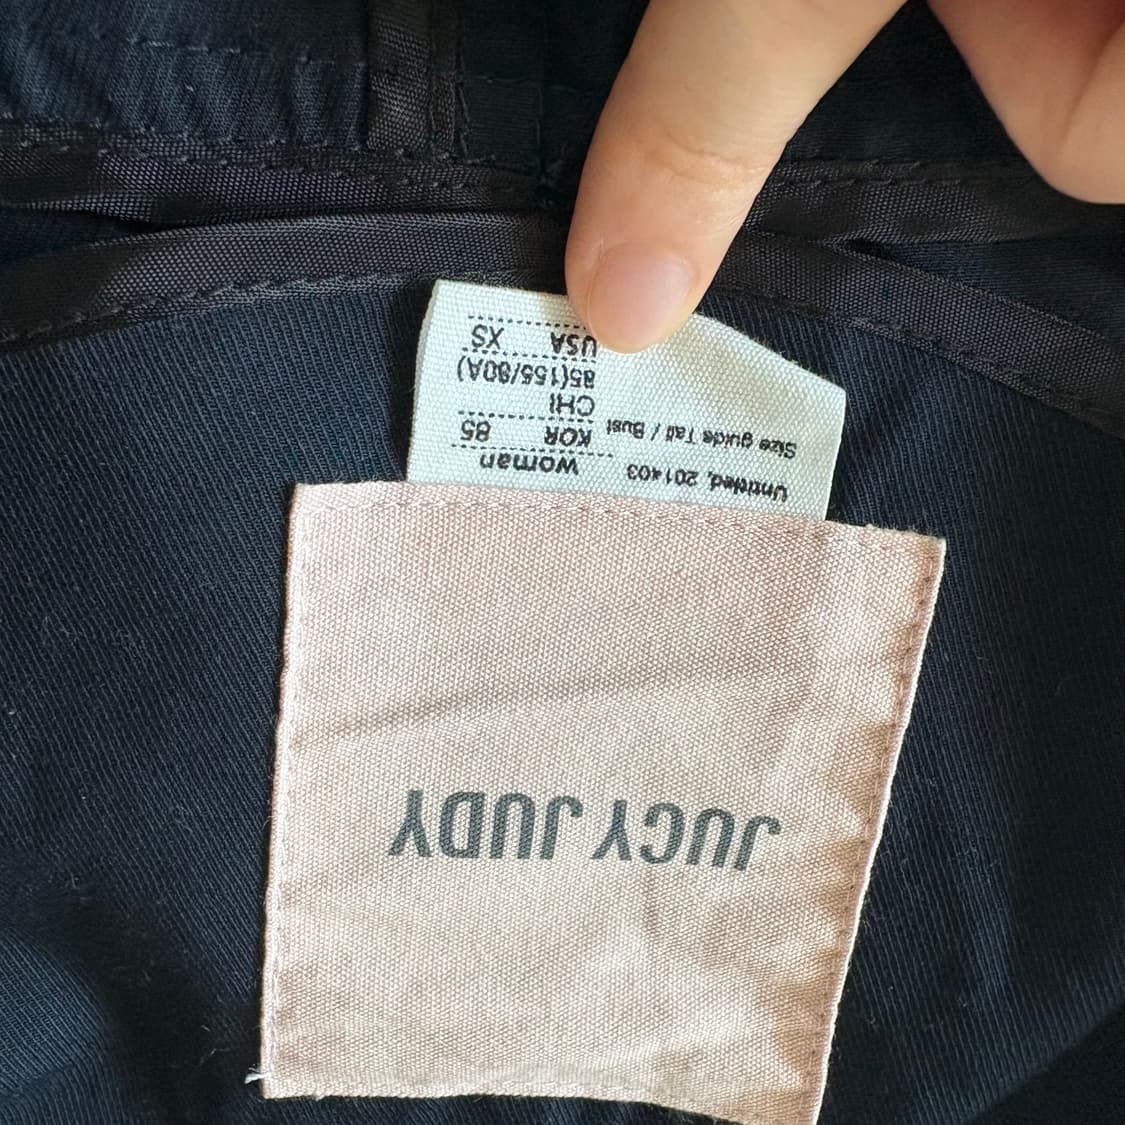 JUCY JUDY
Untitled, 201403 woman
Size guide Tall / Bust
KOR 85
CHI
85(155/80A)
USA XS